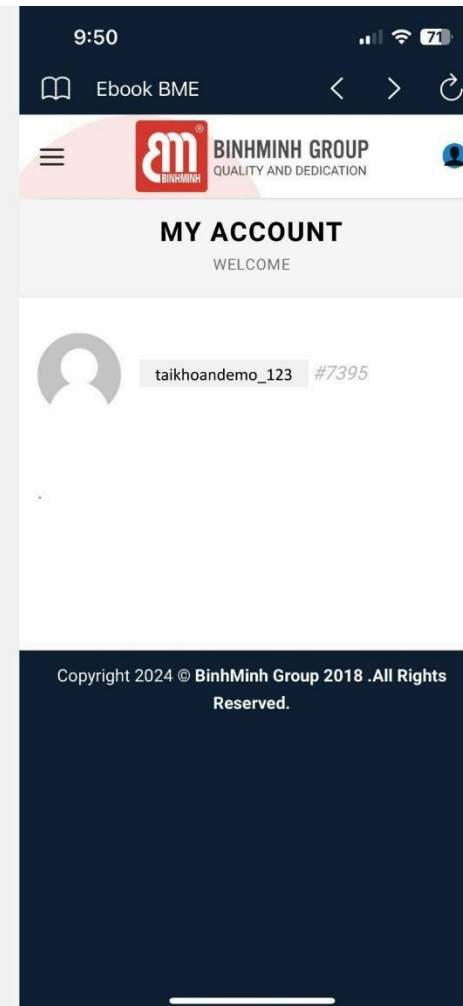 9:50
71
Ebook BME
BINHMINH
®
BINHMINH GROUP
QUALITY AND DEDICATION
MY ACCOUNT
WELCOME
taikhoandemo_123 #7395
.
Copyright 2024 © BinhMinh Group 2018 .All Rights
Reserved.